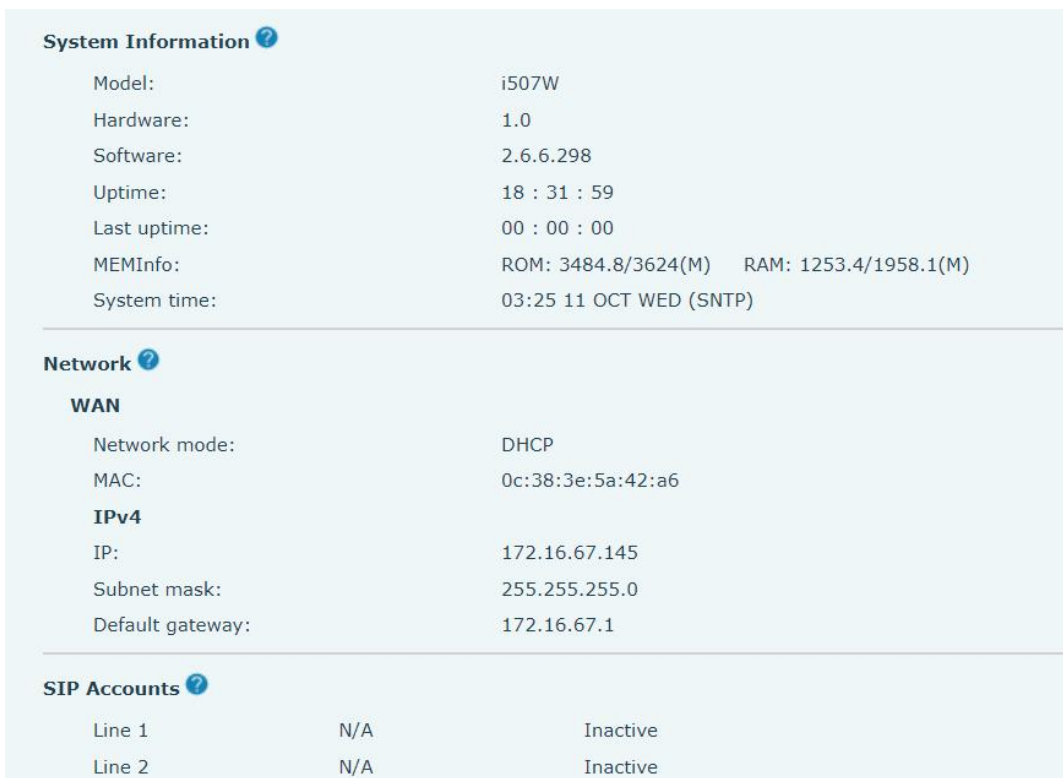 System Information ?
Model: i507W
Hardware: 1.0
Software: 2.6.6.298
Uptime: 18 : 31 : 59
Last uptime: 00 : 00 : 00
MEMInfo: ROM: 3484.8/3624(M) RAM: 1253.4/1958.1(M)
System time: 03:25 11 OCT WED (SNTP)
Network ?
WAN
Network mode: DHCP
MAC: 0c:38:3e:5a:42:a6
IPv4
IP: 172.16.67.145
Subnet mask: 255.255.255.0
Default gateway: 172.16.67.1
SIP Accounts ?
Line 1 N/A Inactive
Line 2 N/A Inactive